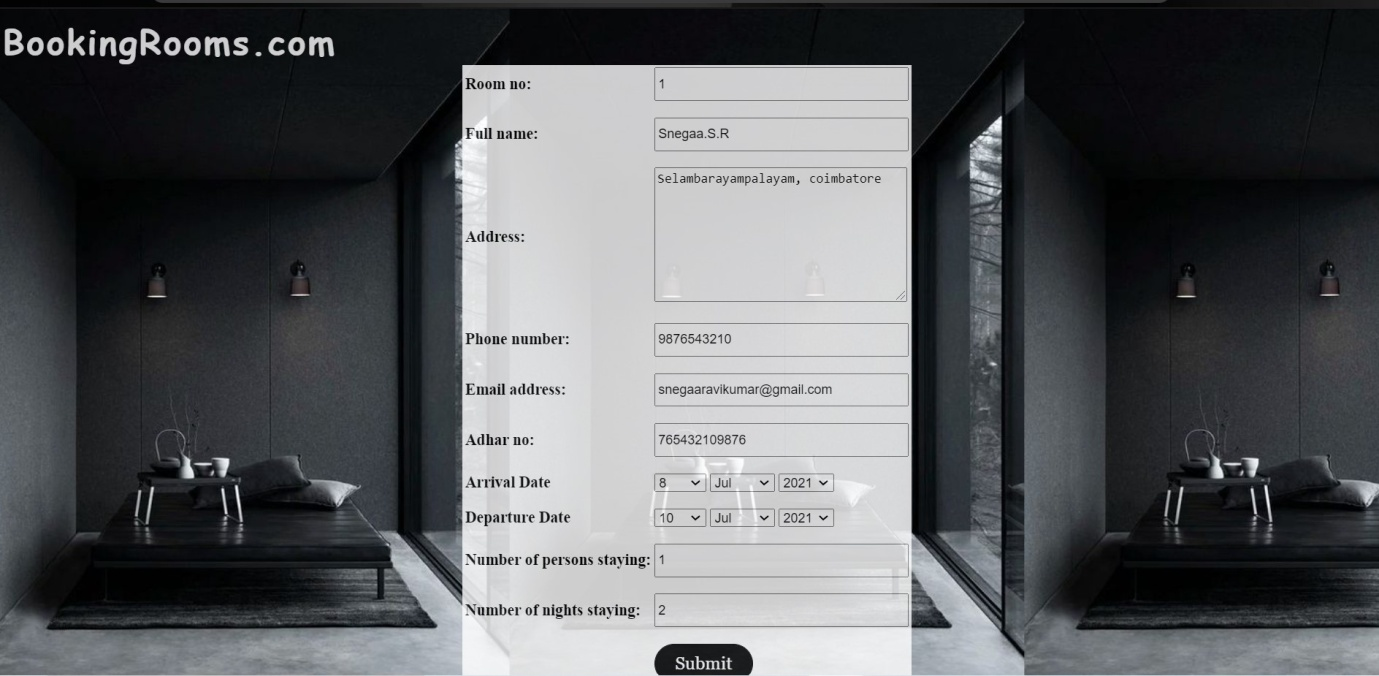 BookingRooms.com
Room no: 1
Full name: Snegaa.S.R
Address: Selambarayampalayam, coimbatore
Phone number: 9876543210
Email address: snegaaravikumar@gmail.com
Adhar no: 765432109876
Arrival Date 8 Jul 2021
Departure Date 10 Jul 2021
Number of persons staying: 1
Number of nights staying: 2
Submit